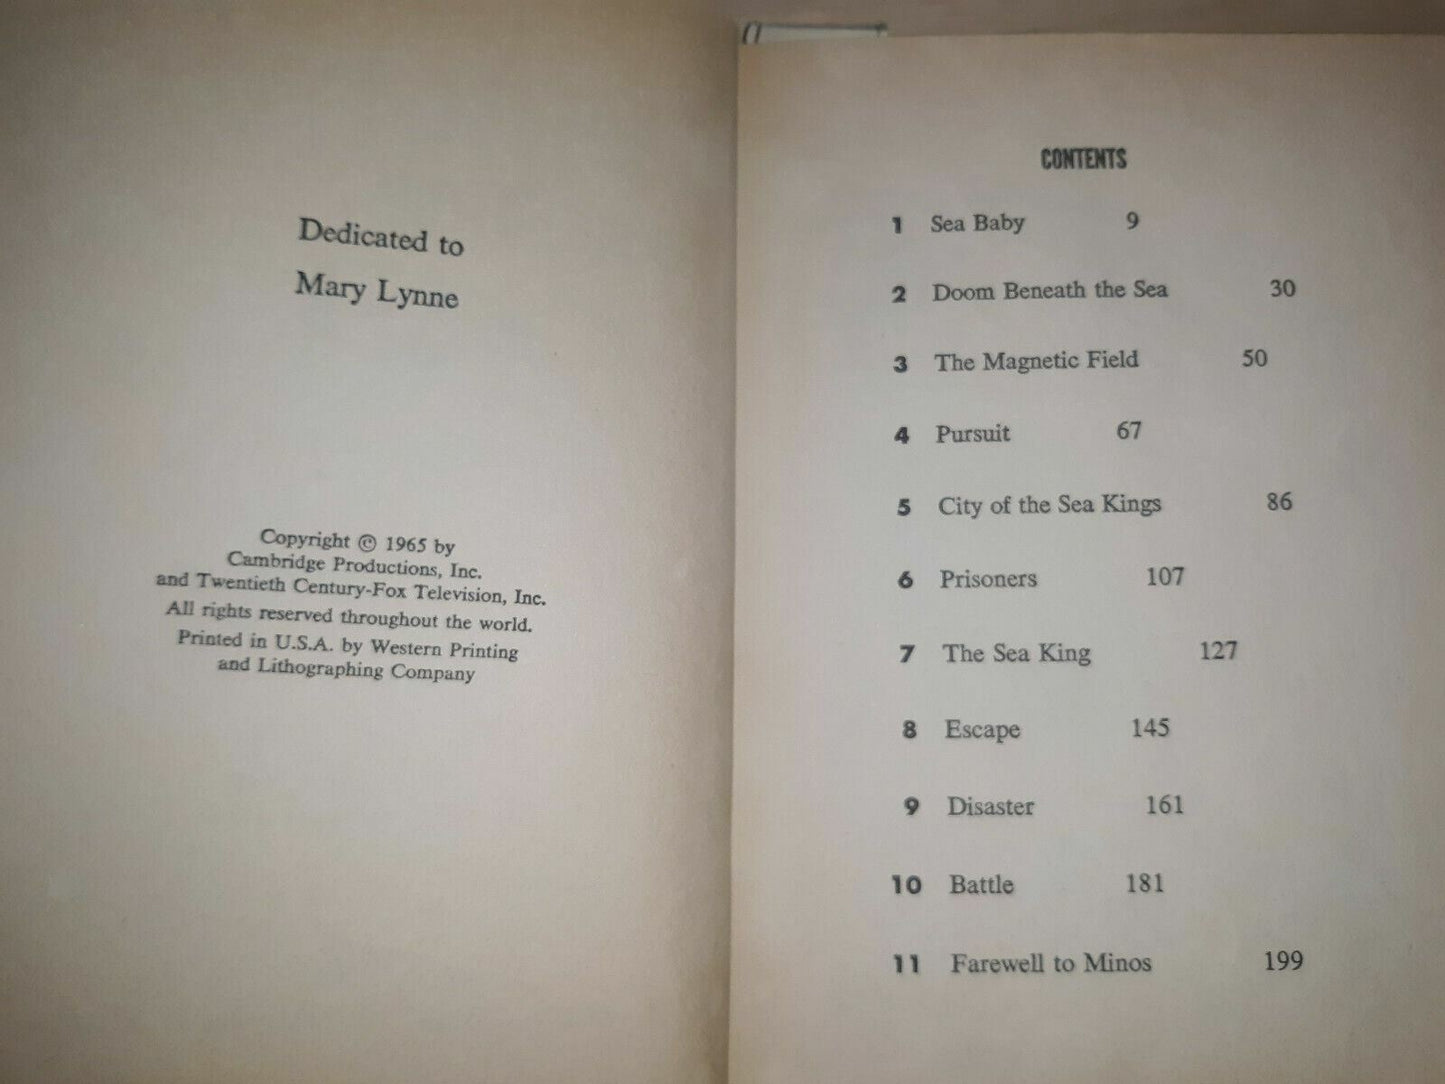 Dedicated to
Mary Lynne
Copyright © 1965 by
Cambridge Productions, Inc.
and Twentieth Century-Fox Television, Inc.
All rights reserved throughout the world.
Printed in U.S.A. by Western Printing
and Lithographing Company
CONTENTS
1 Sea Baby 9
2 Doom Beneath the Sea 30
3 The Magnetic Field 50
4 Pursuit 67
5 City of the Sea Kings 86
6 Prisoners 107
7 The Sea King 127
8 Escape 145
9 Disaster 161
10 Battle 181
11 Farewell to Minos 199